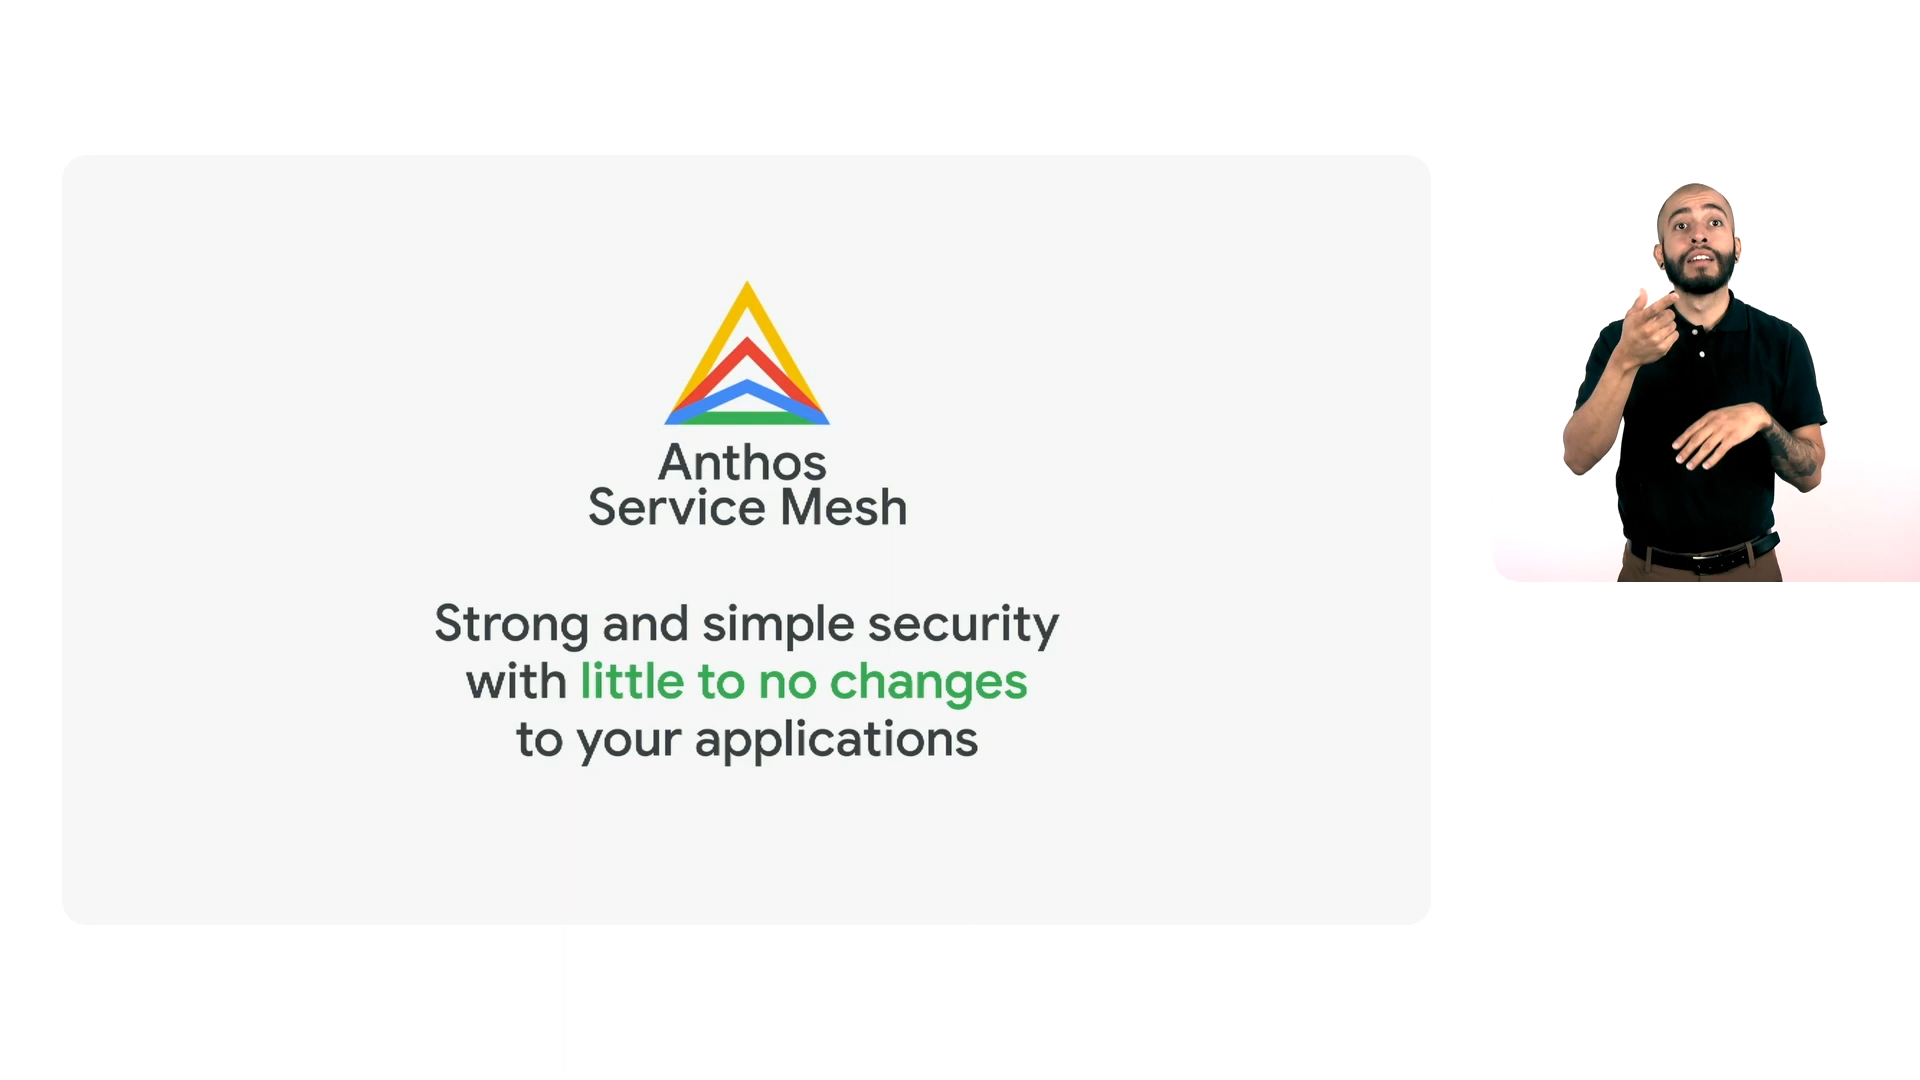 Anthos
Service Mesh
Strong and simple security
with little to no changes
to your applications